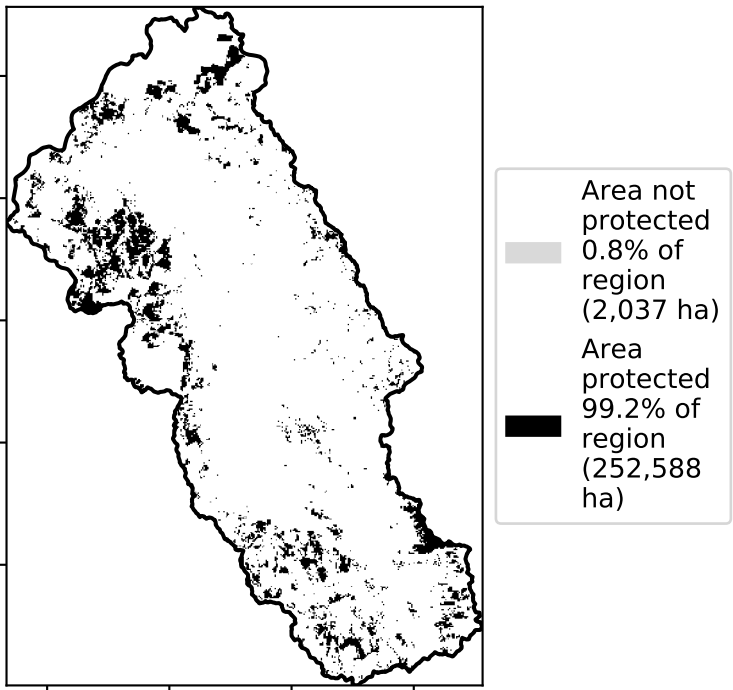 Area not
protected
0.8% of
region
(2,037 ha)
Area
protected
99.2% of
region
(252,588
ha)